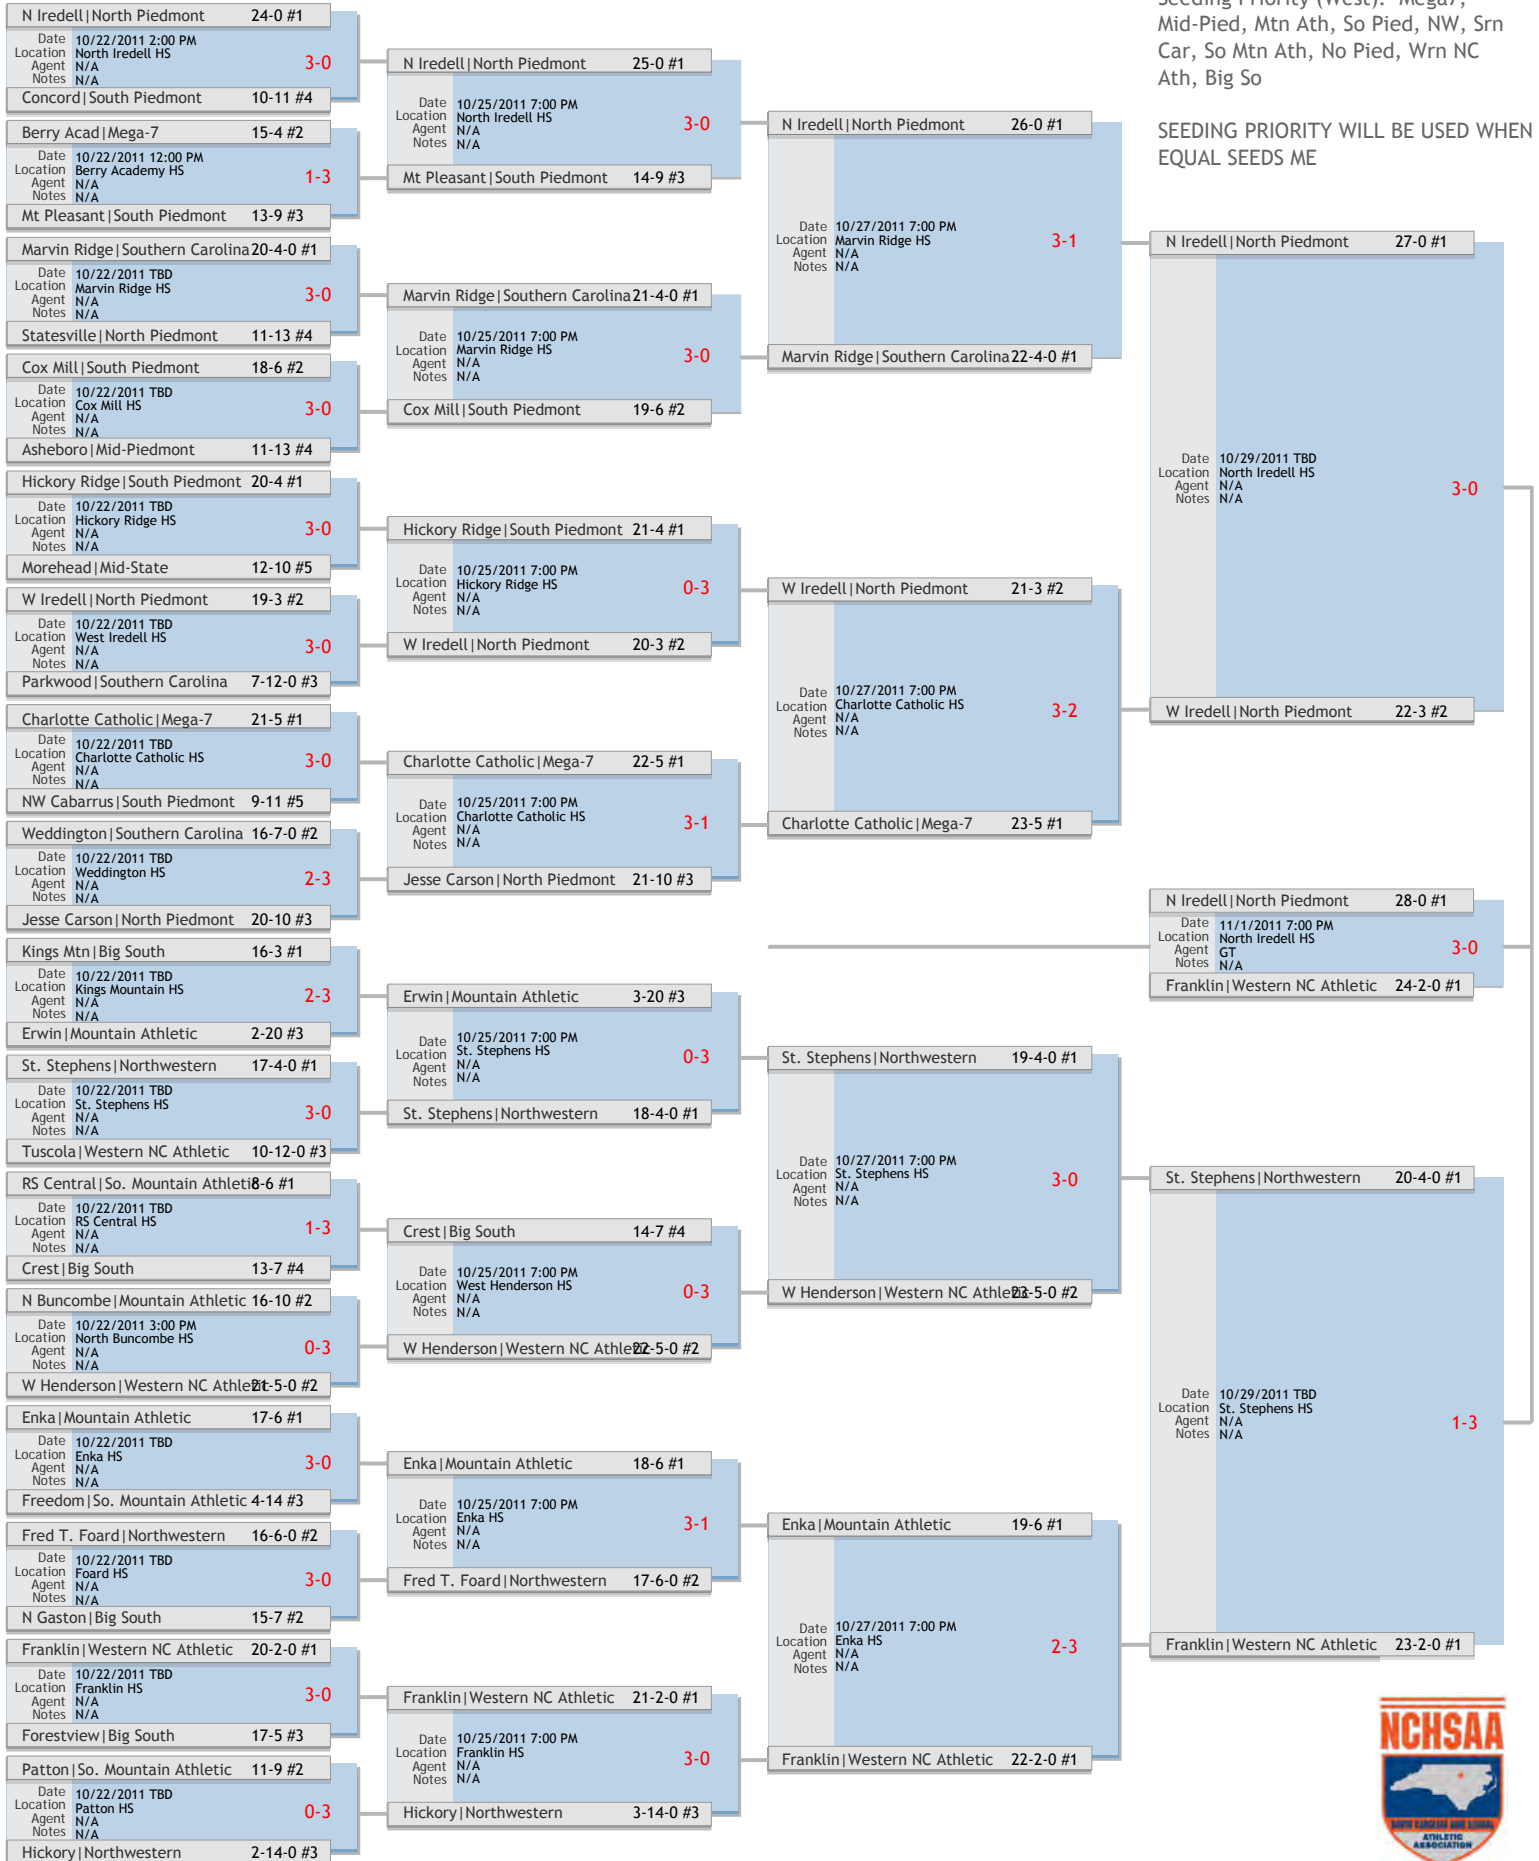 Seeding Priority (West): Mega7,
Mid-Pied, Mtn Ath, So Pied, NW, Srn
Car, So Mtn Ath, No Pied, Wrn NC
Ath, Big So
SEEDING PRIORITY WILL BE USED WHEN
EQUAL SEEDS ME
N Iredell|North Piedmont 24-0 #1
Date 10/22/2011 2:00 PM
Location North Iredell HS
Agent N/A
Notes N/A
3-0
Concord|South Piedmont 10-11 #4
Berry Acad|Mega-7 15-4 #2
Date 10/22/2011 12:00 PM
Location Berry Academy HS
Agent N/A
Notes N/A
1-3
Mt Pleasant|South Piedmont 13-9 #3
Marvin Ridge|Southern Carolina 20-4-0 #1
Date 10/22/2011 TBD
Location Marvin Ridge HS
Agent N/A
Notes N/A
3-0
Statesville|North Piedmont 11-13 #4
Cox Mill|South Piedmont 18-6 #2
Date 10/22/2011 TBD
Location Cox Mill HS
Agent N/A
Notes N/A
3-0
Asheboro|Mid-Piedmont 11-13 #4
Hickory Ridge|South Piedmont 20-4 #1
Date 10/22/2011 TBD
Location Hickory Ridge HS
Agent N/A
Notes N/A
3-0
Morehead|Mid-State 12-10 #5
W Iredell|North Piedmont 19-3 #2
Date 10/22/2011 TBD
Location West Iredell HS
Agent N/A
Notes N/A
3-0
Parkwood|Southern Carolina 7-12-0 #3
Charlotte Catholic|Mega-7 21-5 #1
Date 10/22/2011 TBD
Location Charlotte Catholic HS
Agent N/A
Notes N/A
3-0
NW Cabarrus|South Piedmont 9-11 #5
Weddington|Southern Carolina 16-7-0 #2
Date 10/22/2011 TBD
Location Weddington HS
Agent N/A
Notes N/A
2-3
Jesse Carson|North Piedmont 20-10 #3
Kings Mtn|Big South 16-3 #1
Date 10/22/2011 TBD
Location Kings Mountain HS
Agent N/A
Notes N/A
2-3
Erwin|Mountain Athletic 2-20 #3
St. Stephens|Northwestern 17-4-0 #1
Date 10/22/2011 TBD
Location St. Stephens HS
Agent N/A
Notes N/A
3-0
Tuscola|Western NC Athletic 10-12-0 #3
RS Central|So. Mountain Athletic 8-6 #1
Date 10/22/2011 TBD
Location RS Central HS
Agent N/A
Notes N/A
1-3
Crest|Big South 13-7 #4
N Buncombe|Mountain Athletic 16-10 #2
Date 10/22/2011 3:00 PM
Location North Buncombe HS
Agent N/A
Notes N/A
0-3
W Henderson|Western NC Athletic 21-5-0 #2
Enka|Mountain Athletic 17-6 #1
Date 10/22/2011 TBD
Location Enka HS
Agent N/A
Notes N/A
3-0
Freedom|So. Mountain Athletic 4-14 #3
Fred T. Foard|Northwestern 16-6-0 #2
Date 10/22/2011 TBD
Location Foard HS
Agent N/A
Notes N/A
3-0
N Gaston|Big South 15-7 #2
Franklin|Western NC Athletic 20-2-0 #1
Date 10/22/2011 TBD
Location Franklin HS
Agent N/A
Notes N/A
3-0
Forestview|Big South 17-5 #3
Patton|So. Mountain Athletic 11-9 #2
Date 10/22/2011 TBD
Location Patton HS
Agent N/A
Notes N/A
0-3
Hickory|Northwestern 2-14-0 #3
N Iredell|North Piedmont 25-0 #1
Date 10/25/2011 7:00 PM
Location North Iredell HS
Agent N/A
Notes N/A
3-0
Mt Pleasant|South Piedmont 14-9 #3
Marvin Ridge|Southern Carolina 21-4-0 #1
Date 10/25/2011 7:00 PM
Location Marvin Ridge HS
Agent N/A
Notes N/A
3-0
Cox Mill|South Piedmont 19-6 #2
Hickory Ridge|South Piedmont 21-4 #1
Date 10/25/2011 7:00 PM
Location Hickory Ridge HS
Agent N/A
Notes N/A
0-3
W Iredell|North Piedmont 20-3 #2
Charlotte Catholic|Mega-7 22-5 #1
Date 10/25/2011 7:00 PM
Location Charlotte Catholic HS
Agent N/A
Notes N/A
3-1
Jesse Carson|North Piedmont 21-10 #3
Erwin|Mountain Athletic 3-20 #3
Date 10/25/2011 7:00 PM
Location St. Stephens HS
Agent N/A
Notes N/A
0-3
St. Stephens|Northwestern 18-4-0 #1
Crest|Big South 14-7 #4
Date 10/25/2011 7:00 PM
Location West Henderson HS
Agent N/A
Notes N/A
0-3
W Henderson|Western NC Athletic 22-5-0 #2
Enka|Mountain Athletic 18-6 #1
Date 10/25/2011 7:00 PM
Location Enka HS
Agent N/A
Notes N/A
3-1
Fred T. Foard|Northwestern 17-6-0 #2
Franklin|Western NC Athletic 21-2-0 #1
Date 10/25/2011 7:00 PM
Location Franklin HS
Agent N/A
Notes N/A
3-0
Hickory|Northwestern 3-14-0 #3
N Iredell|North Piedmont 26-0 #1
Date 10/27/2011 7:00 PM
Location Marvin Ridge HS
Agent N/A
Notes N/A
3-1
Marvin Ridge|Southern Carolina 22-4-0 #1
W Iredell|North Piedmont 21-3 #2
Date 10/27/2011 7:00 PM
Location Charlotte Catholic HS
Agent N/A
Notes N/A
3-2
Charlotte Catholic|Mega-7 23-5 #1
St. Stephens|Northwestern 19-4-0 #1
Date 10/27/2011 7:00 PM
Location St. Stephens HS
Agent N/A
Notes N/A
3-0
W Henderson|Western NC Athletic 23-5-0 #2
Enka|Mountain Athletic 19-6 #1
Date 10/27/2011 7:00 PM
Location Enka HS
Agent N/A
Notes N/A
2-3
Franklin|Western NC Athletic 22-2-0 #1
N Iredell|North Piedmont 27-0 #1
Date 10/29/2011 TBD
Location North Iredell HS
Agent N/A
Notes N/A
3-0
W Iredell|North Piedmont 22-3 #2
N Iredell|North Piedmont 28-0 #1
Date 11/1/2011 7:00 PM
Location North Iredell HS
Agent GT
Notes N/A
3-0
Franklin|Western NC Athletic 24-2-0 #1
St. Stephens|Northwestern 20-4-0 #1
Date 10/29/2011 TBD
Location St. Stephens HS
Agent N/A
Notes N/A
1-3
Franklin|Western NC Athletic 23-2-0 #1
NCHSAA
NORTH CAROLINA HIGH SCHOOL
ATHLETIC
ASSOCIATION